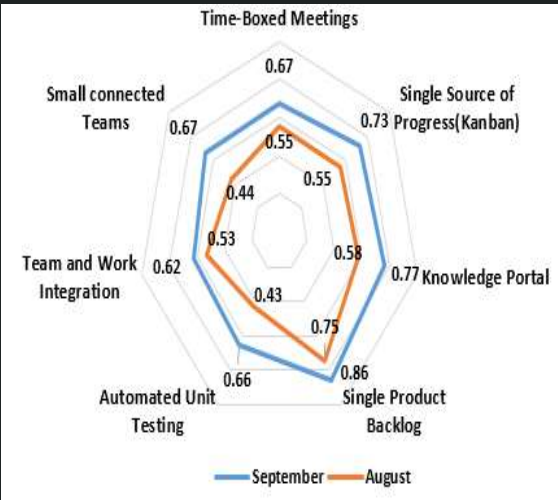 Time-Boxed Meetings
0.67
Small connected
Teams
Single Source of
Progress(Kanban)
0.73
0.67
0.55
0.55
0.44
0.53
0.58
Team and Work
Integration
0.62
0.77
Knowledge Portal
0.43
0.75
0.66
0.86
Automated Unit
Testing
Single Product
Backlog
September
August